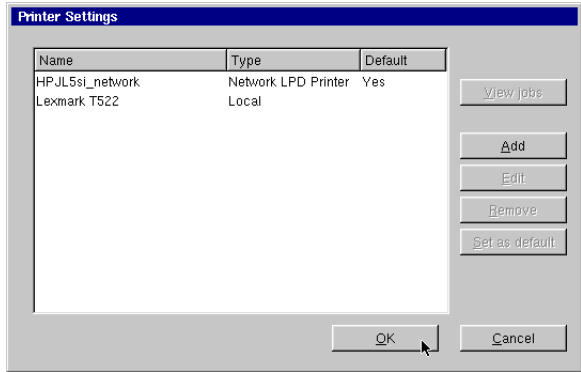 Printer Settings
Name Type Default
HPJL5si_network Network LPD Printer Yes
Lexmark T522 Local
View jobs
Add
Edit
Remove
Set as default
OK Cancel